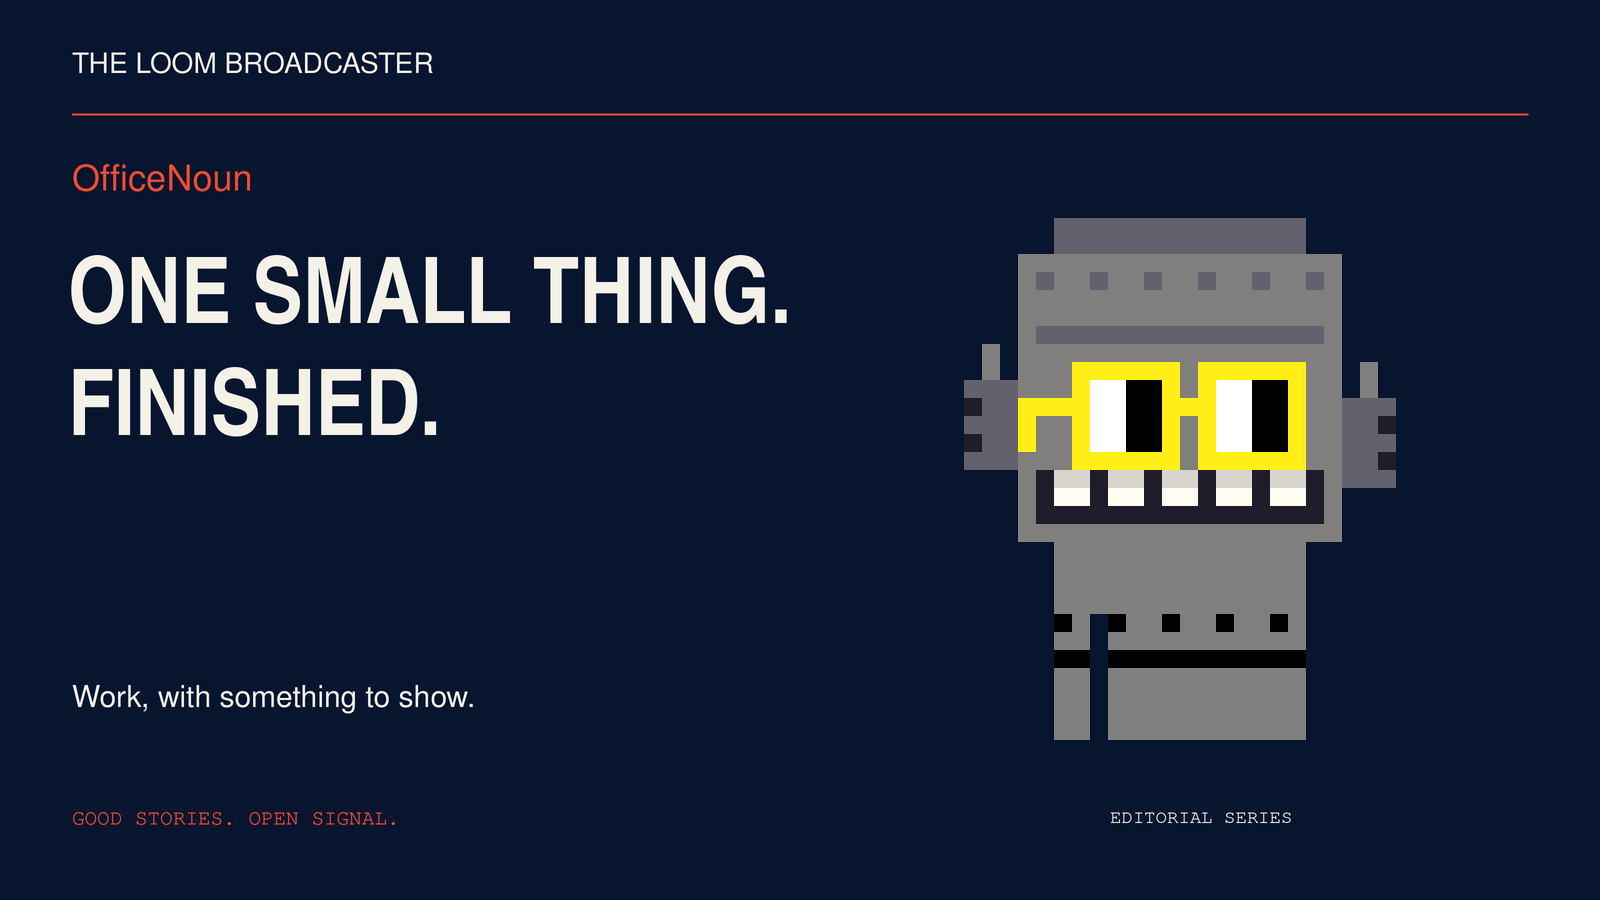 THE LOOM BROADCASTER
OfficeNoun
ONE SMALL THING.
FINISHED.
Work, with something to show.
GOOD STORIES. OPEN SIGNAL.
EDITORIAL SERIES